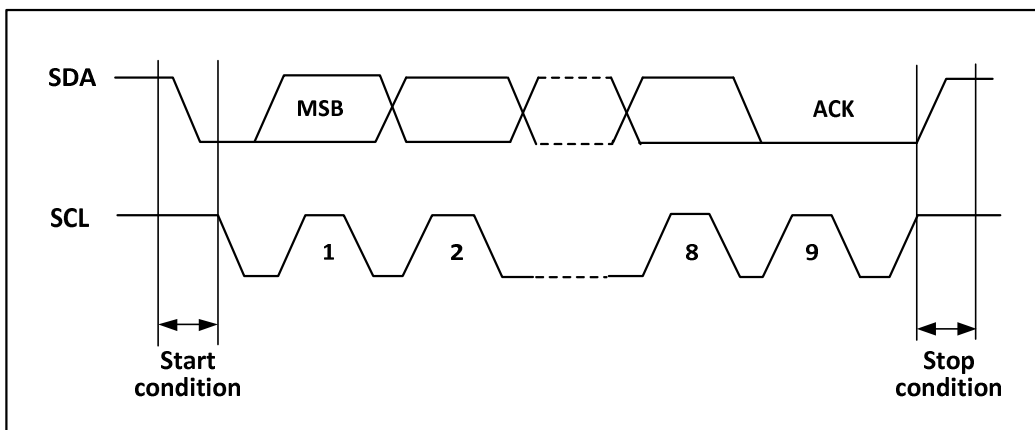 SDA
MSB
ACK
SCL
1
2
8
9
Start
condition
Stop
condition